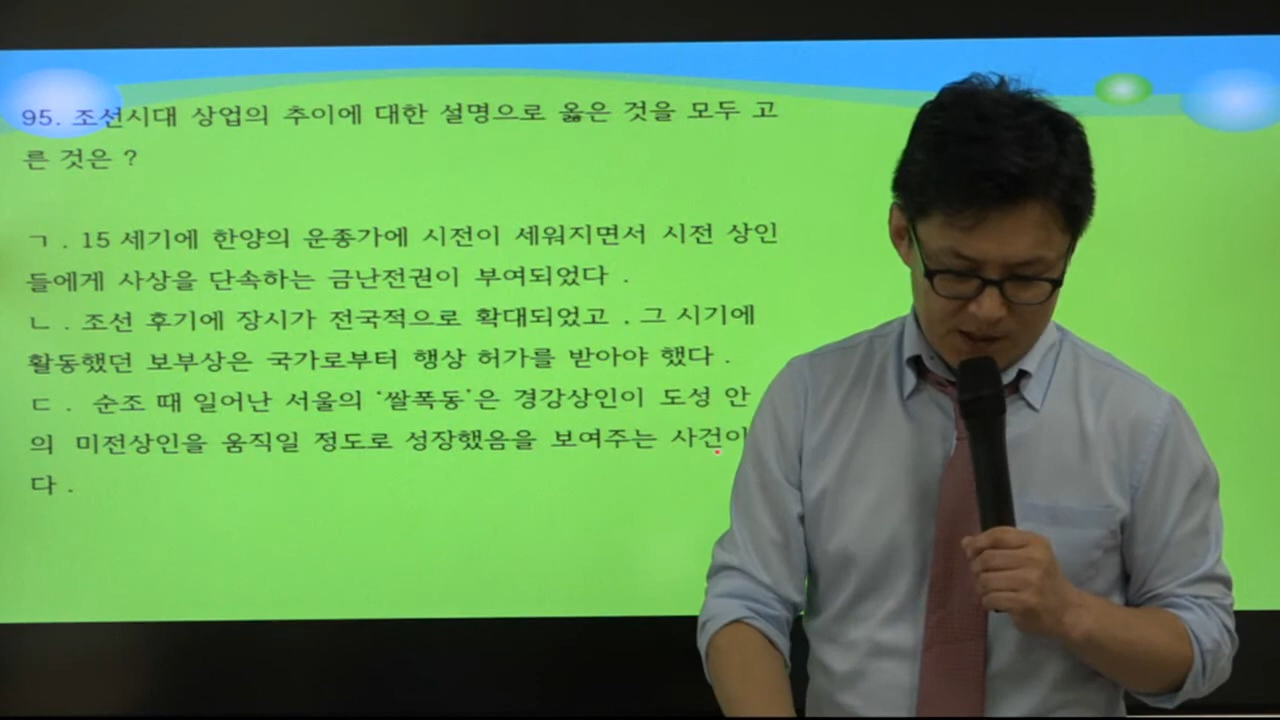 95. 조선시대 상업의 추이에 대한 설명으로 옳은 것을 모두 고
른 것은 ?
ㄱ . 15 세기에 한양의 운종가에 시전이 세워지면서 시전 상인
들에게 사상을 단속하는 금난전권이 부여되었다 .
ㄴ . 조선 후기에 장시가 전국적으로 확대되었고 , 그 시기에
활동했던 보부상은 국가로부터 행상 허가를 받아야 했다 .
ㄷ . 순조 때 일어난 서울의 ‘쌀폭동’은 경강상인이 도성 안
의 미전상인을 움직일 정도로 성장했음을 보여주는 사건이
다 .